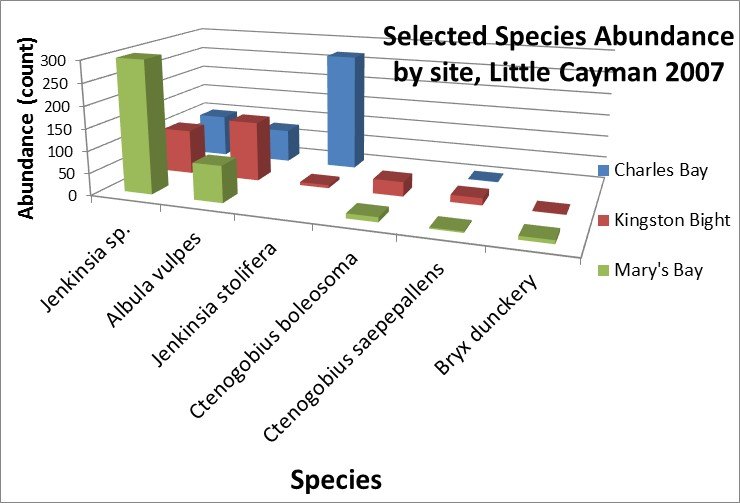 Selected Species Abundance
by site, Little Cayman 2007
Abundance (count)
300
250
200
150
100
50
0
Jenkinsia sp.
Albula vulpes
Jenkinsia stolifera
Ctenogobius boleosoma
Ctenogobius saepepallens
Bryx dunckery
Species
Charles Bay
Kingston Bight
Mary's Bay